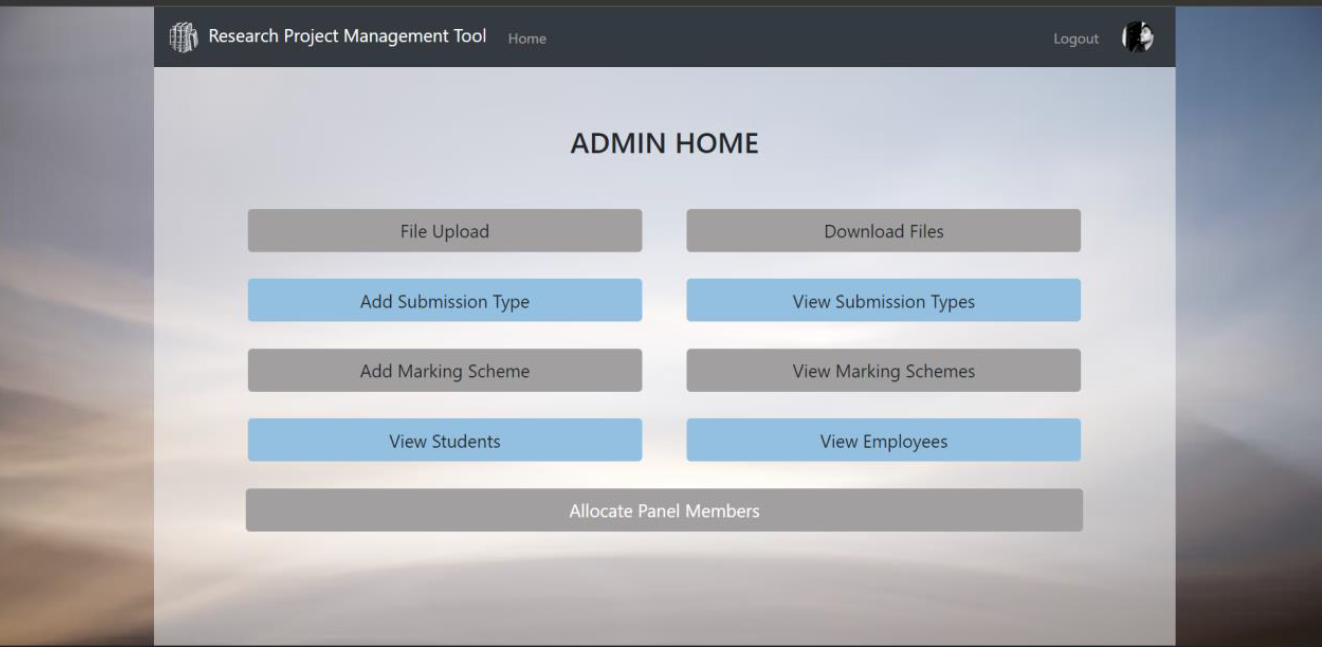 Research Project Management Tool Home Logout
ADMIN HOME
File Upload Download Files
Add Submission Type View Submission Types
Add Marking Scheme View Marking Schemes
View Students View Employees
Allocate Panel Members